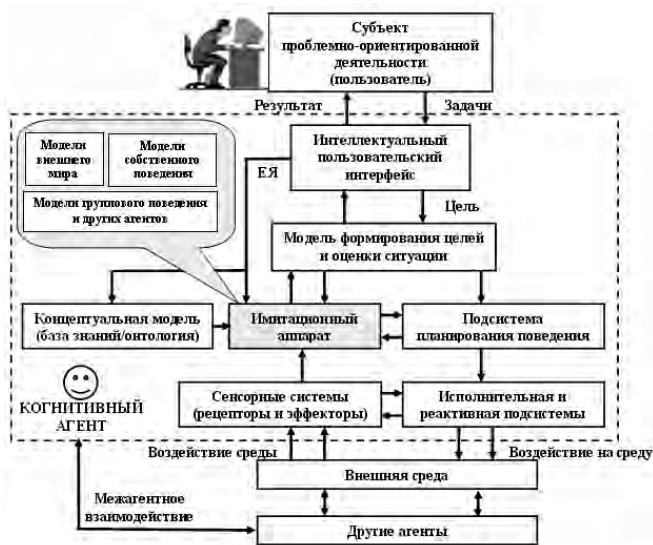 Субъект
проблемно-ориентированной
деятельности
(пользователь)
Результат
Задачи
Модели
внешнего
мира
Модели
собственного
поведения
Модели группового поведения
и других агентов
Интеллектуальный
пользовательский
интерфейс
ЕЯ
Цель
Модель формирования целей
и оценки ситуации
Концептуальная модель
(база знаний/онтология)
Имитационный
аппарат
Подсистема
планирования поведения
КОГНИТИВНЫЙ
АГЕНТ
Сенсорные системы
(рецепторы и эффекторы)
Исполнительная и
реактивная подсистемы
Воздействие среды
Воздействие на среду
Внешняя среда
Межагентное
взаимодействие
Другие агенты